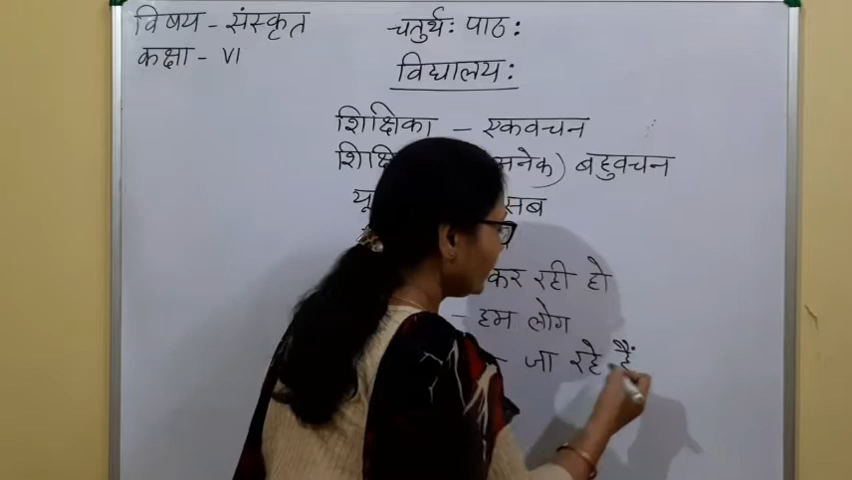 विषय - संस्कृत
कक्षा - VI
चतुर्थः पाठः
विद्यालयः
शिक्षिका - एकवचन
शिक्षि अनेक) बहुवचन
यू सब
कर रही हो
- हम लोग
- जा रहे हैं